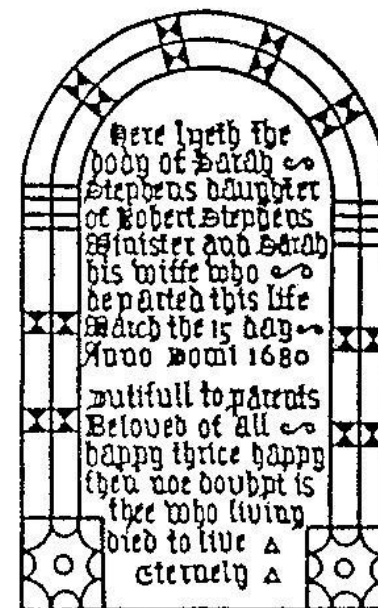 Here lyeth the
body of Sarah
Stephens daughter
of Robert Stephens
Minister and Sarah
his wiffe who
departed this life
March the 15 day
Anno Domi 1680
Dutifull to parents
Beloved of all
happy thrice happy
then noe doubpt is
thee who living
died to live
eternely